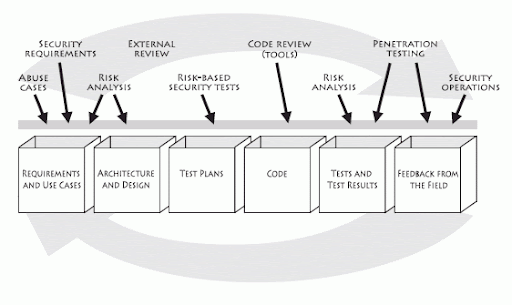 Security
Requirements
External
Review
Code Review
(Tools)
Penetration
Testing
Abuse
Cases
Risk
Analysis
Risk-Based
Security Tests
Risk
Analysis
Security
Operations
Requirements
and Use Cases
Architecture
and Design
Test Plans
Code
Tests and
Test Results
Feedback from
the Field